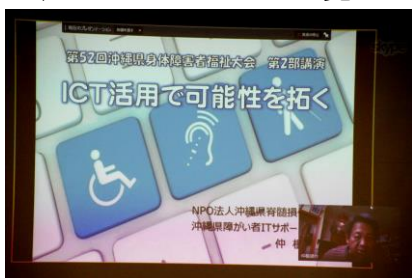 第52回沖縄県身体障害者福祉大会 第2部講演
ICT活用で可能性を拓く
NPO法人沖縄県脊髄損
沖縄県障がい者ITサポー
仲